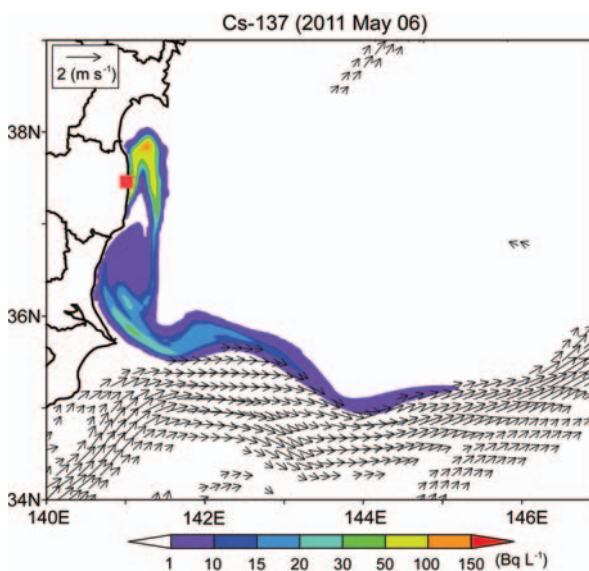 Cs-137 (2011 May 06)
2 (m s⁻¹)
38N
36N
34N
140E 142E 144E 146E
1 10 15 20 30 50 100 150 (Bq L⁻¹)